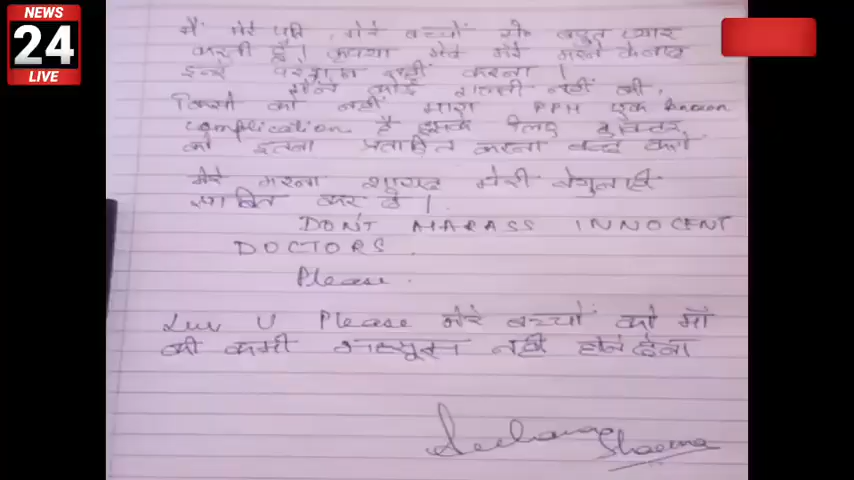 NEWS
24
LIVE
मैं मेरे पति, मेरे बच्चों से बहुत प्यार
करती हूँ। कृपया मेरे मरने के बाद
इन्हें परेशान नहीं करना।
मैंने कोई गलती नहीं की,
किसी को नहीं मारा PPH एक known
complication है इसके लिए डॉक्टर
को इतना प्रताड़ित करना बन्द करो
मेरा मरना शायद मेरी बेगुनाही
साबित कर दे।
DON'T HARASS INNOCENT
DOCTORS.
Please.
Luv U Please मेरे बच्चों को माँ
की कमी महसूस नहीं होने देना
Sharma